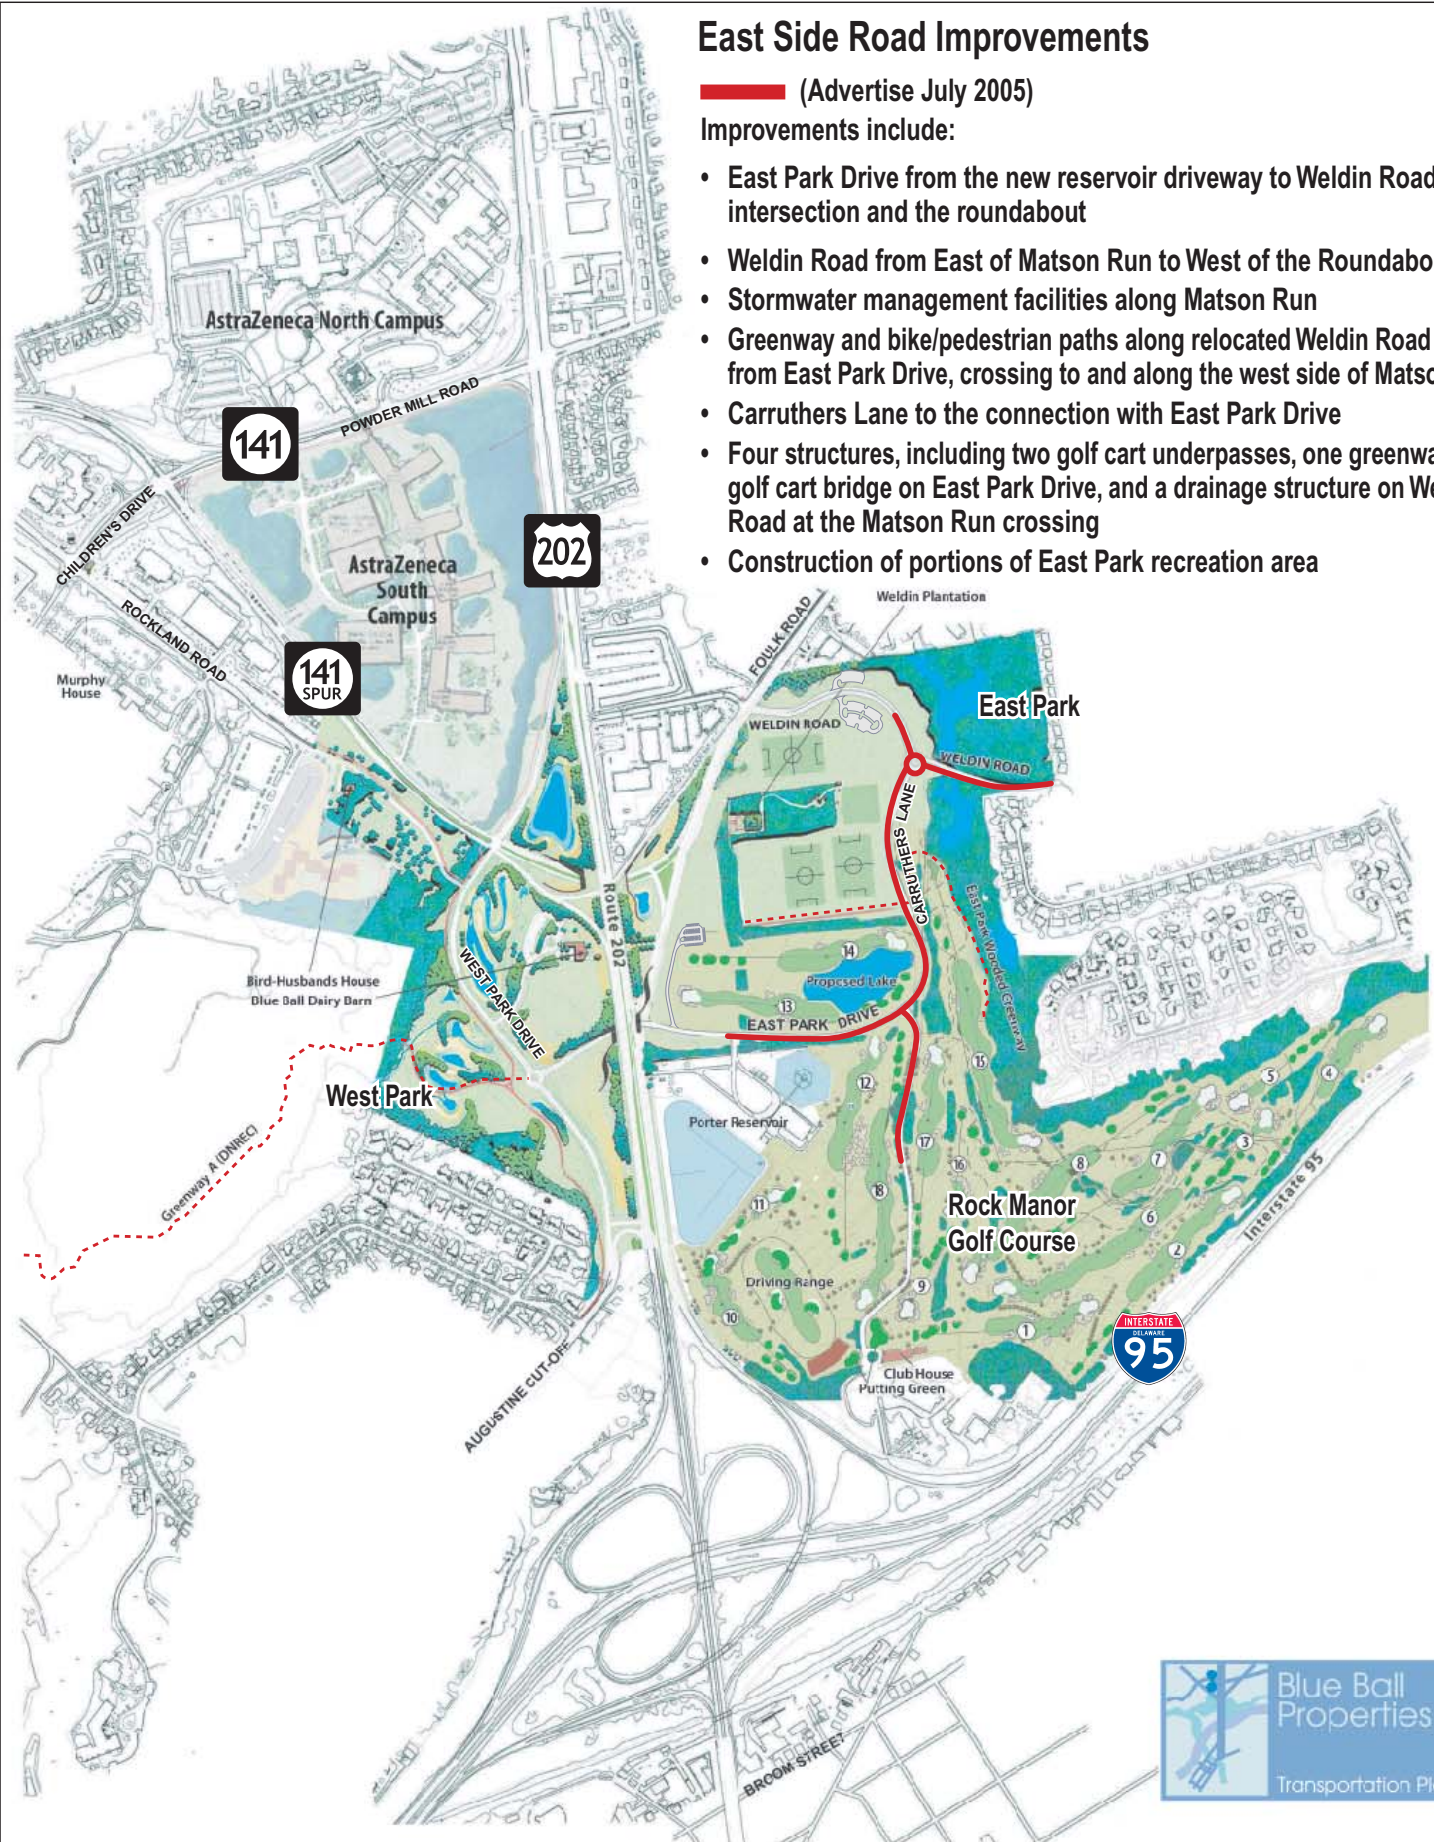 East Side Road Improvements
(Advertise July 2005)
Improvements include:
• East Park Drive from the new reservoir driveway to Weldin Road
intersection and the roundabout
• Weldin Road from East of Matson Run to West of the Roundabo
• Stormwater management facilities along Matson Run
• Greenway and bike/pedestrian paths along relocated Weldin Road
from East Park Drive, crossing to and along the west side of Matso
• Carruthers Lane to the connection with East Park Drive
• Four structures, including two golf cart underpasses, one greenwa
golf cart bridge on East Park Drive, and a drainage structure on We
Road at the Matson Run crossing
• Construction of portions of East Park recreation area
AstraZeneca North Campus
POWDER MILL ROAD
141
CHILDREN'S DRIVE
AstraZeneca
South
Campus
202
ROCKLAND ROAD
141
SPUR
Murphy
House
FOULK ROAD
Weldin Plantation
East Park
WELDIN ROAD
WELDIN ROAD
CARRUTHERS LANE
East Park Wooded Greenway
Route 202
Bird-Husbands House
Blue Ball Dairy Barn
WEST PARK DRIVE
14
Proposed Lake
13
EAST PARK DRIVE
West Park
Greenway A (DNREC)
Porter Reservoir
12
15
5
4
3
17
16
8
7
18
11
6
2
Rock Manor
Golf Course
Interstate 95
Driving Range
9
10
1
INTERSTATE
DELAWARE
95
Club House
Putting Green
AUGUSTINE CUT-OFF
BROOM STREET
Blue Ball
Properties
Transportation Pl